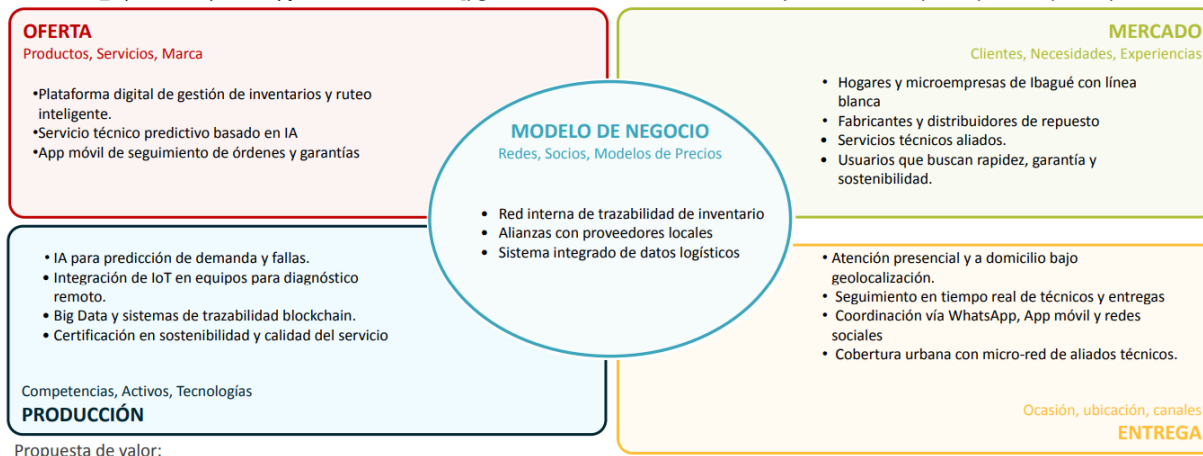 OFERTA
Productos, Servicios, Marca
•Plataforma digital de gestión de inventarios y ruteo
inteligente.
•Servicio técnico predictivo basado en IA
•App móvil de seguimiento de órdenes y garantías
MERCADO
Clientes, Necesidades, Experiencias
• Hogares y microempresas de Ibagué con línea
blanca
• Fabricantes y distribuidores de repuesto
• Servicios técnicos aliados.
• Usuarios que buscan rapidez, garantía y
sostenibilidad.
MODELO DE NEGOCIO
Redes, Socios, Modelos de Precios
• Red interna de trazabilidad de inventario
• Alianzas con proveedores locales
• Sistema integrado de datos logísticos
• IA para predicción de demanda y fallas.
• Integración de IoT en equipos para diagnóstico
remoto.
• Big Data y sistemas de trazabilidad blockchain.
• Certificación en sostenibilidad y calidad del servicio
Competencias, Activos, Tecnologías
PRODUCCIÓN
• Atención presencial y a domicilio bajo
geolocalización.
• Seguimiento en tiempo real de técnicos y entregas
• Coordinación vía WhatsApp, App móvil y redes
sociales
• Cobertura urbana con micro-red de aliados técnicos.
Ocasión, ubicación, canales
ENTREGA
Propuesta de valor: